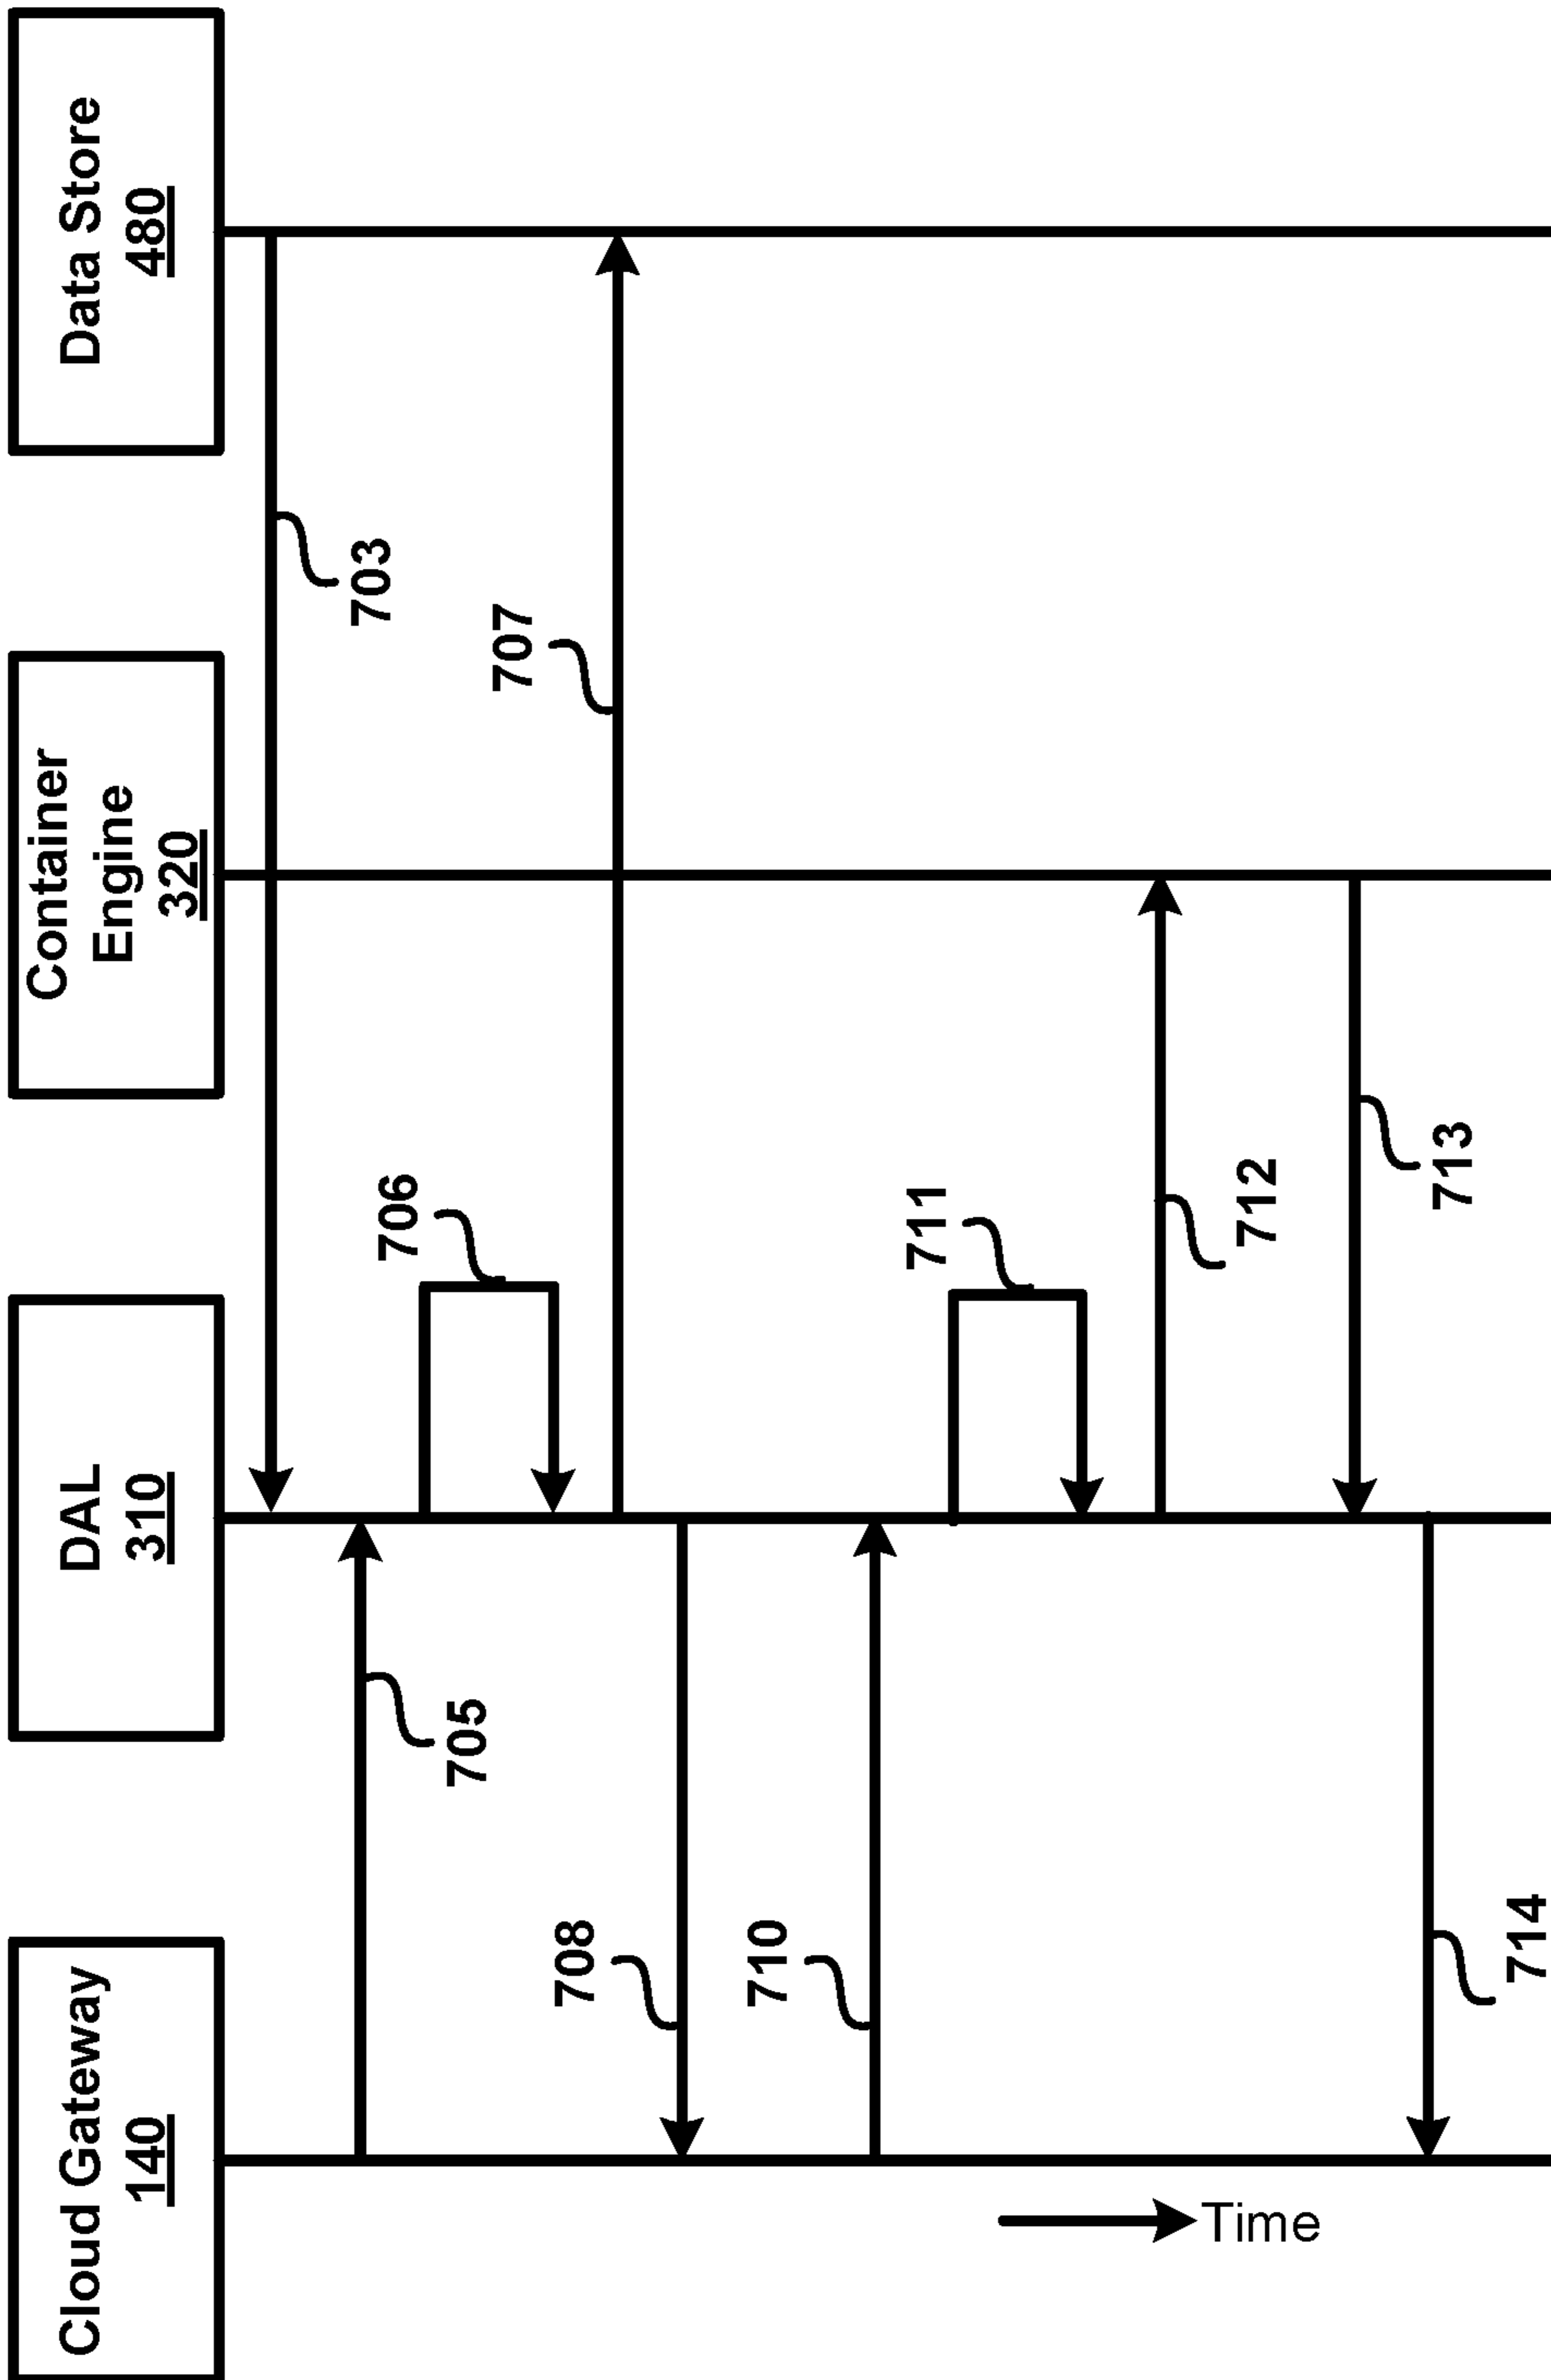 Cloud Gateway
140
DAL
310
Container
Engine
320
Data Store
480
703
705
706
707
708
710
711
712
713
714
Time